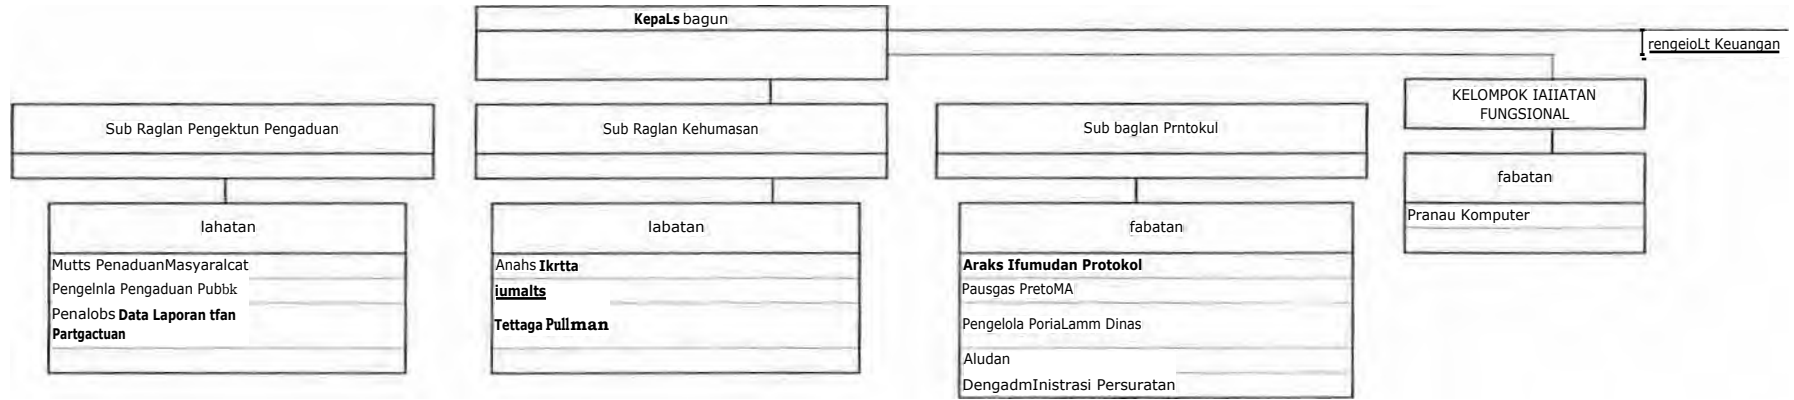 KepaLs bagun
rengeioLt Keuangan
KELOMPOK IAIIATAN
FUNGSIONAL
Sub Raglan Pengektun Pengaduan
Sub Raglan Kehumasan
Sub baglan Prntokul
fabatan
Pranau Komputer
lahatan
Mutts PenaduanMasyaralcat
Pengelnla Pengaduan Pubbk
Penalobs Data Laporan tfan
Partgactuan
labatan
Anahs Ikrtta
iumalts
Tettaga Pullman
fabatan
Araks Ifumudan Protokol
Pausgas PretoMA
Pengelola PoriaLamm Dinas
Aludan
DengadmInistrasi Persuratan